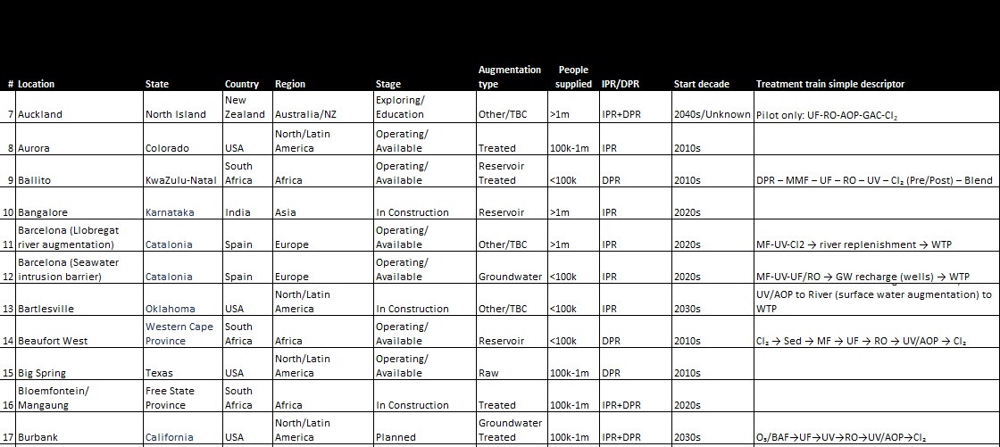 # Location State Country Region Stage Augmentation type People supplied IPR/DPR Start decade Treatment train simple descriptor
7 Auckland North Island New Zealand Australia/NZ Exploring/ Education Other/TBC >1m IPR+DPR 2040s/Unknown Pilot only: UF-RO-AOP-GAC-Cl₂
8 Aurora Colorado USA North/Latin America Operating/ Available Treated 100k-1m IPR 2010s
9 Ballito KwaZulu-Natal South Africa Africa Operating/ Available Reservoir Treated <100k DPR 2010s DPR – MMF – UF – RO – UV – Cl₂ (Pre/Post) – Blend
10 Bangalore Karnataka India Asia In Construction Reservoir >1m IPR 2020s
11 Barcelona (Llobregat river augmentation) Catalonia Spain Europe Operating/ Available Other/TBC >1m IPR 2020s MF-UV-Cl2 → river replenishment → WTP
12 Barcelona (Seawater intrusion barrier) Catalonia Spain Europe Operating/ Available Groundwater <100k IPR 2020s MF-UV-UF/RO → GW recharge (wells) → WTP
13 Bartlesville Oklahoma USA North/Latin America In Construction Other/TBC <100k IPR 2030s UV/AOP to River (surface water augmentation) to WTP
14 Beaufort West Western Cape Province South Africa Africa Operating/ Available Reservoir <100k DPR 2010s Cl₂ → Sed → MF → UF → RO → UV/AOP → Cl₂
15 Big Spring Texas USA North/Latin America Operating/ Available Raw 100k-1m DPR 2010s
16 Bloemfontein/ Mangaung Free State Province South Africa Africa In Construction Treated 100k-1m IPR+DPR 2020s
17 Burbank California USA North/Latin America Planned Groundwater Treated 100k-1m IPR+DPR 2030s O₃/BAF→UF→UV→RO→UV/AOP→Cl₂